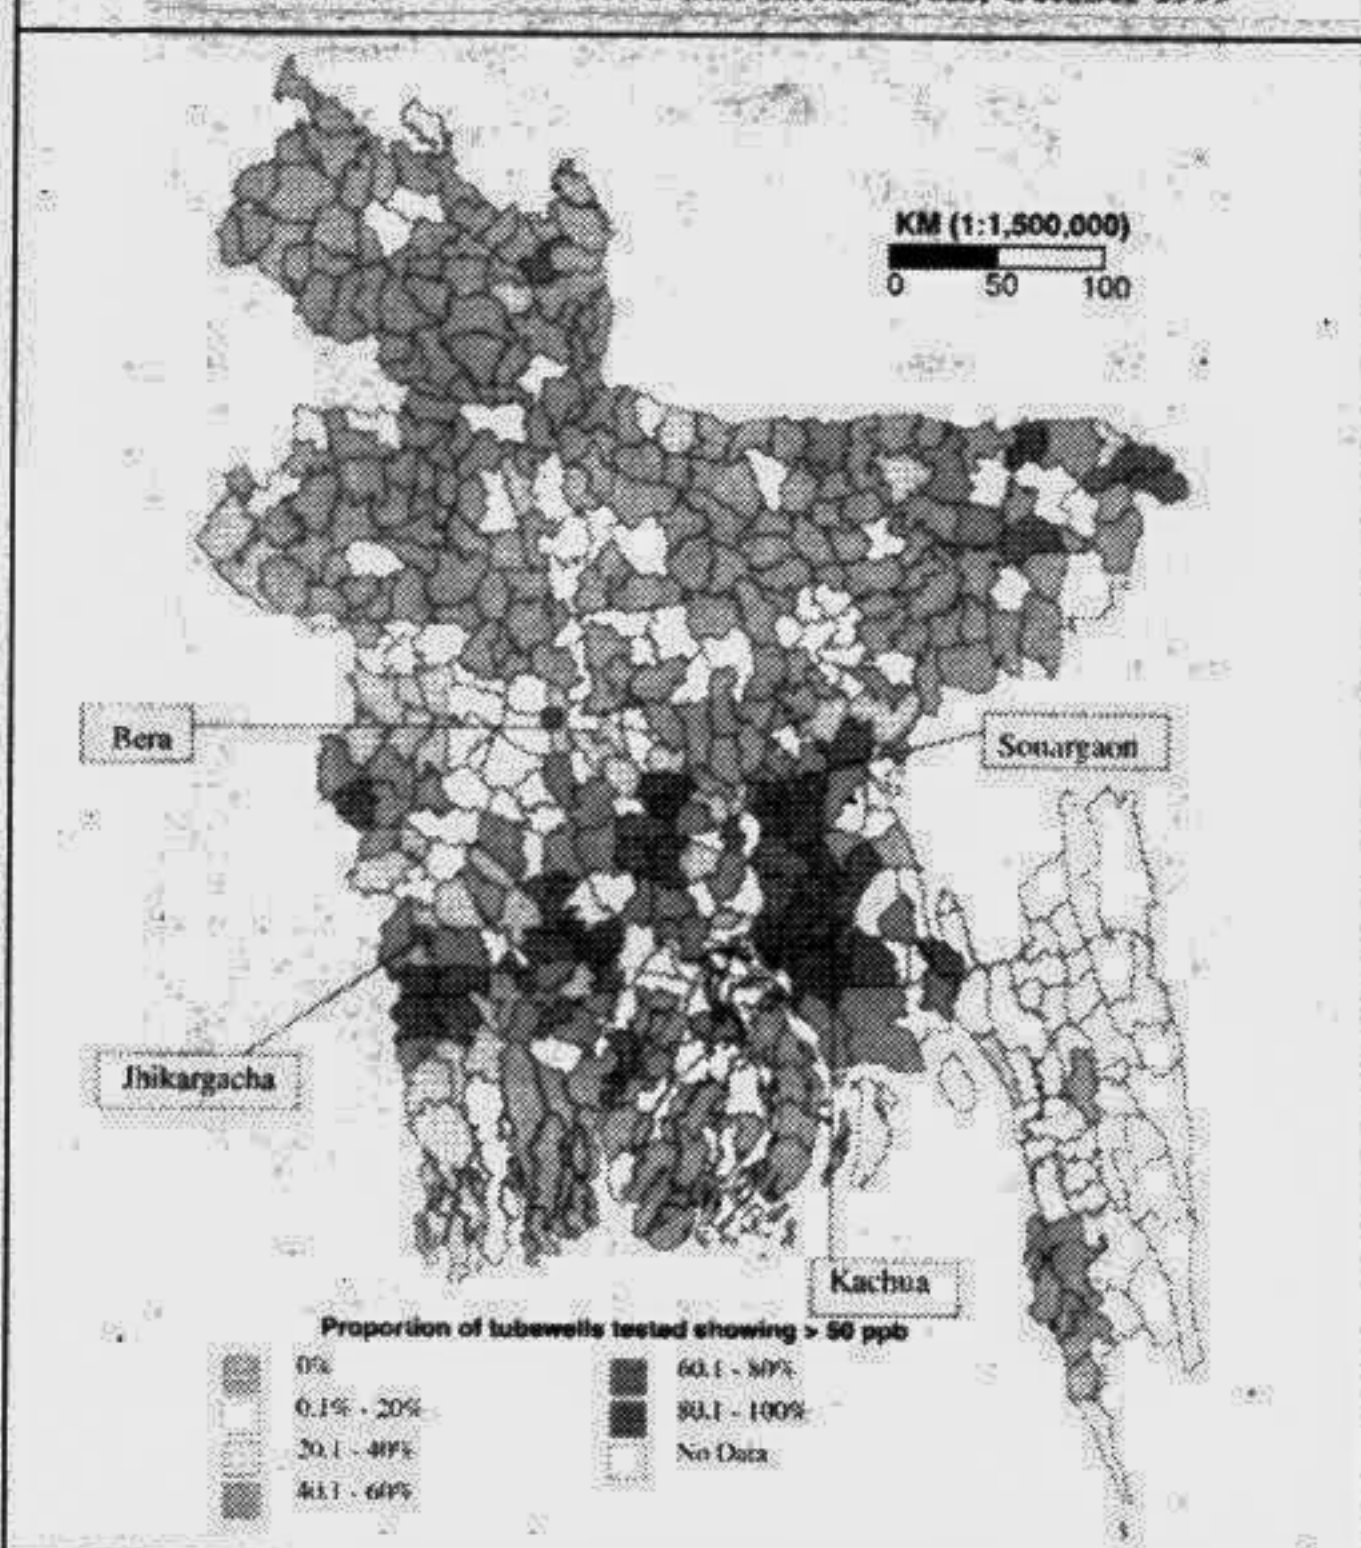 KM (1:1,500,000)
0 50 100
Bera
Sonargaon
Jhikargacha
Kachua
Proportion of tubewells tested showing > 50 ppb
0%
0.1% - 20%
20.1 - 40%
40.1 - 60%
60.1 - 80%
80.1 - 100%
No Data